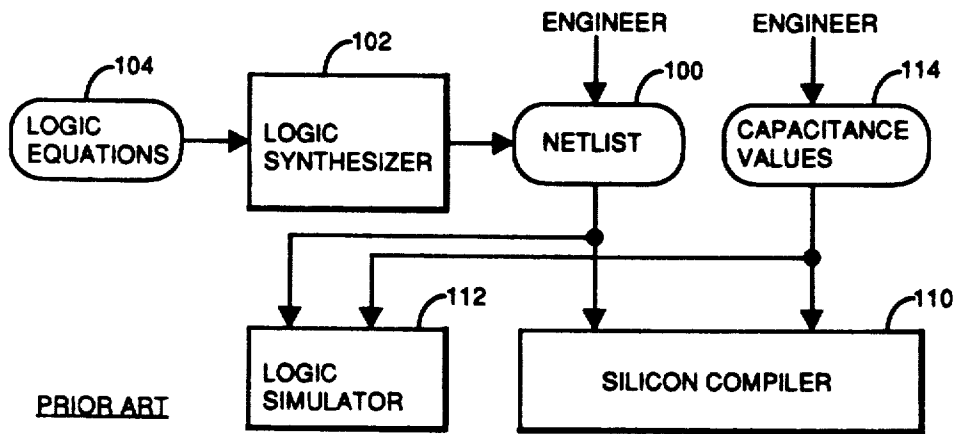 ENGINEER
ENGINEER
104
102
100
114
LOGIC
EQUATIONS
LOGIC
SYNTHESIZER
NETLIST
CAPACITANCE
VALUES
112
110
LOGIC
SIMULATOR
SILICON COMPILER
PRIOR ART